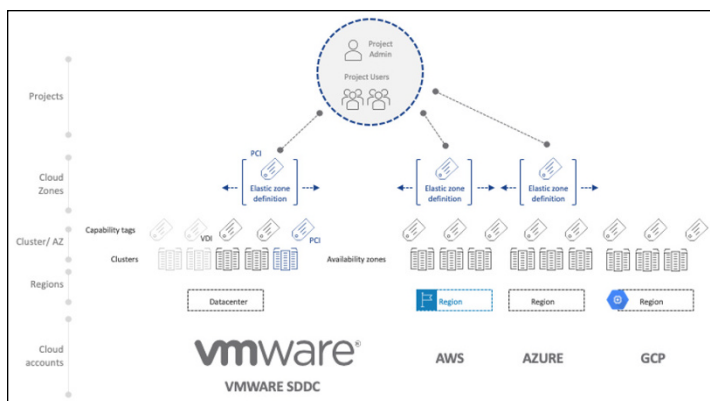 Project
Admin
Project Users
Projects
PCI
Cloud
Zones
Elastic zone
definition
Elastic zone
definition
Elastic zone
definition
Capability tags
VDI
PCI
Cluster/ AZ
Clusters
Availability zones
Regions
Datacenter
Region
Region
Region
Cloud
accounts
vmware®
VMWARE SDDC
AWS
AZURE
GCP